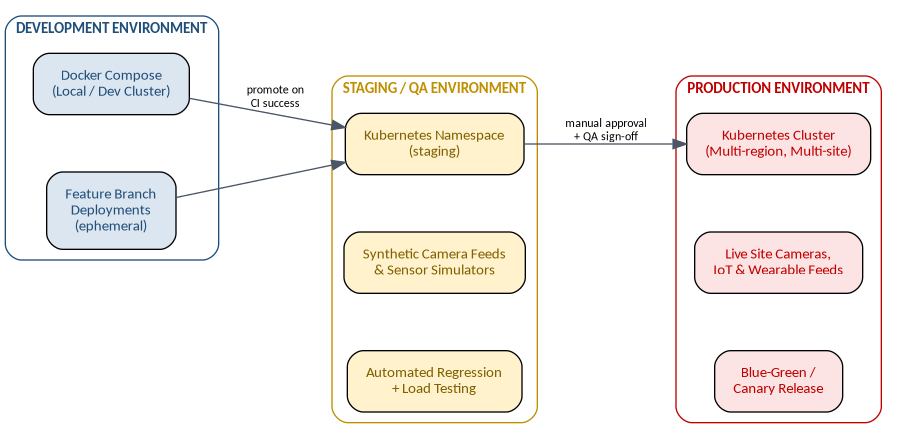 DEVELOPMENT ENVIRONMENT
Docker Compose
(Local / Dev Cluster)
Feature Branch
Deployments
(ephemeral)
promote on
CI success
STAGING / QA ENVIRONMENT
Kubernetes Namespace
(staging)
Synthetic Camera Feeds
& Sensor Simulators
Automated Regression
+ Load Testing
manual approval
+ QA sign-off
PRODUCTION ENVIRONMENT
Kubernetes Cluster
(Multi-region, Multi-site)
Live Site Cameras,
IoT & Wearable Feeds
Blue-Green /
Canary Release